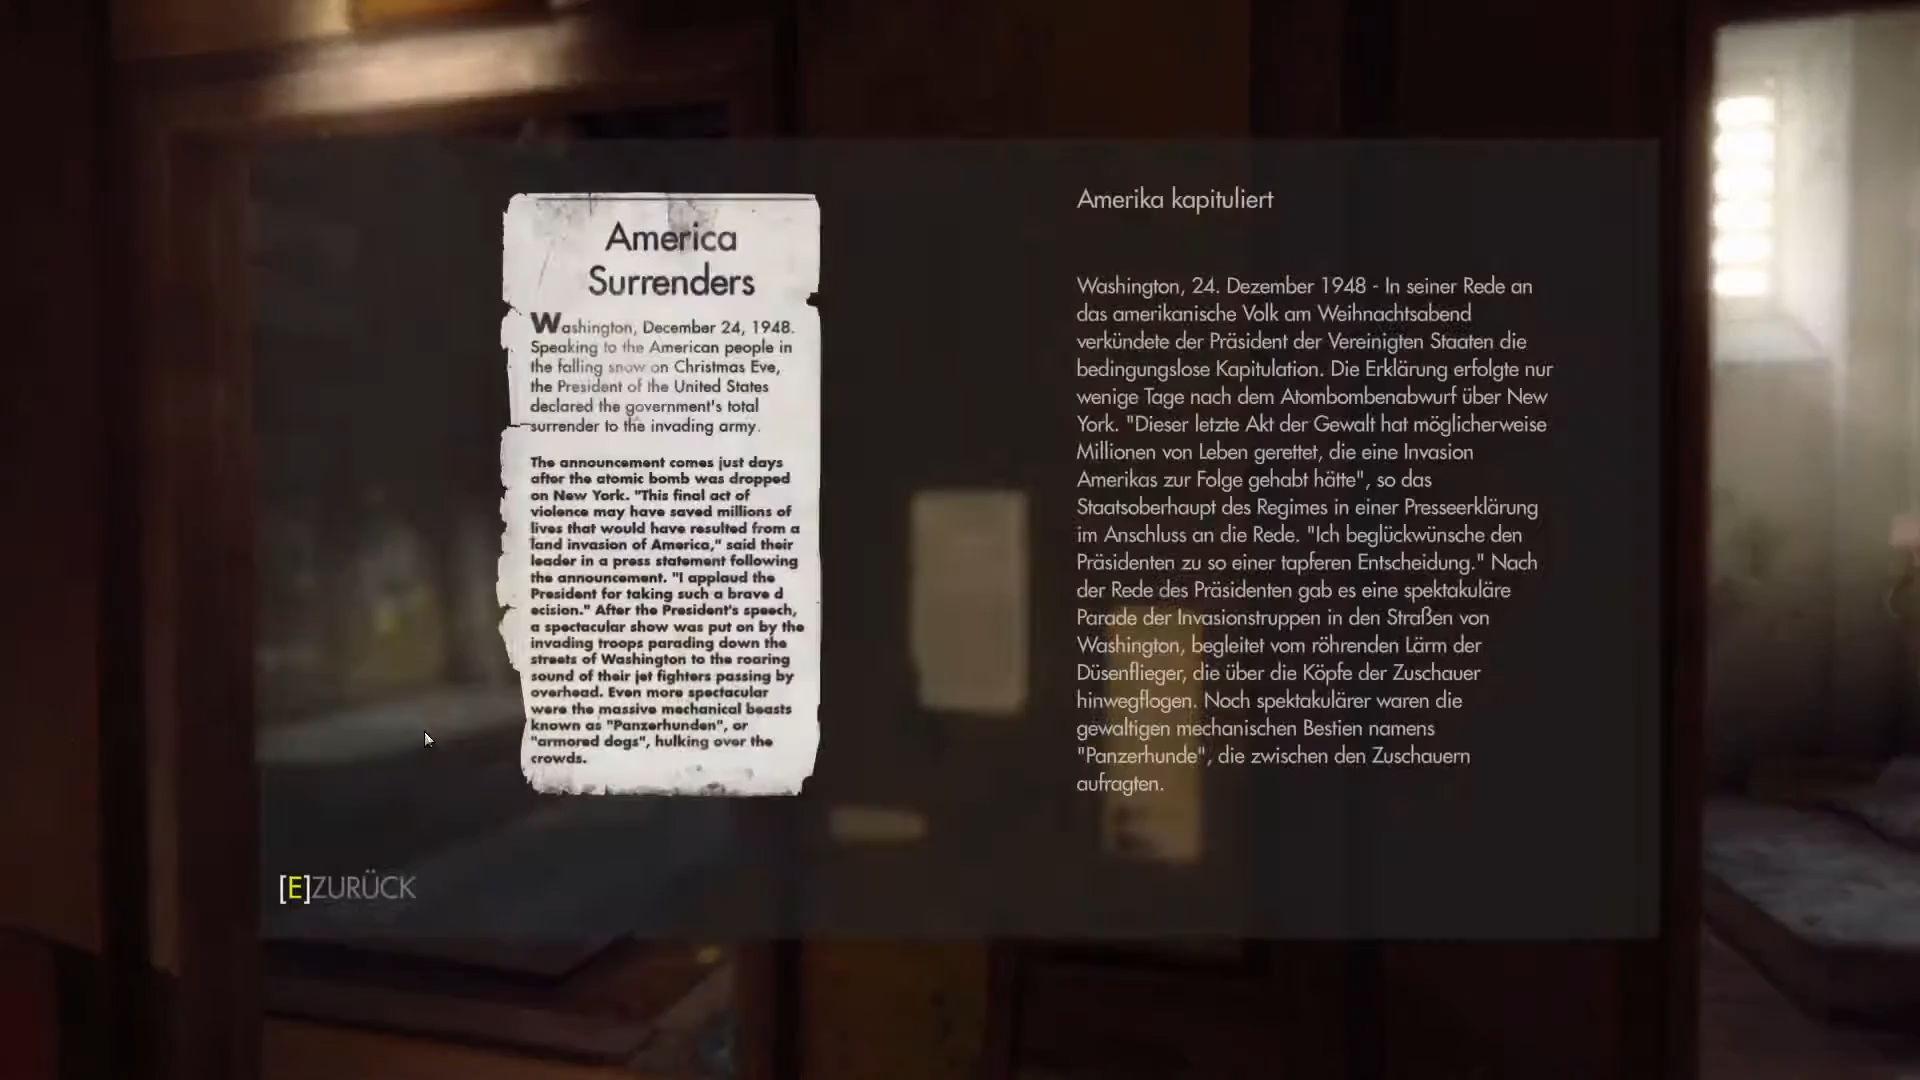 America
Surrenders
Washington, December 24, 1948.
Speaking to the American people in
the falling snow on Christmas Eve,
the President of the United States
declared the government's total
surrender to the invading army.
The announcement comes just days
after the atomic bomb was dropped
on New York. "This final act of
violence may have saved millions of
lives that would have resulted from a
land invasion of America," said their
leader in a press statement following
the announcement. "I applaud the
President for taking such a brave d
ecision." After the President's speech,
a spectacular show was put on by the
invading troops parading down the
streets of Washington to the roaring
sound of their jet fighters passing by
overhead. Even more spectacular
were the massive mechanical beasts
known as "Panzerhunden", or
"armored dogs", hulking over the
crowds.
Amerika kapituliert
Washington, 24. Dezember 1948 - In seiner Rede an
das amerikanische Volk am Weihnachtsabend
verkündete der Präsident der Vereinigten Staaten die
bedingungslose Kapitulation. Die Erklärung erfolgte nur
wenige Tage nach dem Atombombenabwurf über New
York. "Dieser letzte Akt der Gewalt hat möglicherweise
Millionen von Leben gerettet, die eine Invasion
Amerikas zur Folge gehabt hätte", so das
Staatsoberhaupt des Regimes in einer Presseerklärung
im Anschluss an die Rede. "Ich beglückwünsche den
Präsidenten zu so einer tapferen Entscheidung." Nach
der Rede des Präsidenten gab es eine spektakuläre
Parade der Invasionstruppen in den Straßen von
Washington, begleitet vom röhrenden Lärm der
Düsenflieger, die über die Köpfe der Zuschauer
hinwegflogen. Noch spektakulärer waren die
gewaltigen mechanischen Bestien namens
"Panzerhunde", die zwischen den Zuschauern
aufragten.
[E]ZURÜCK